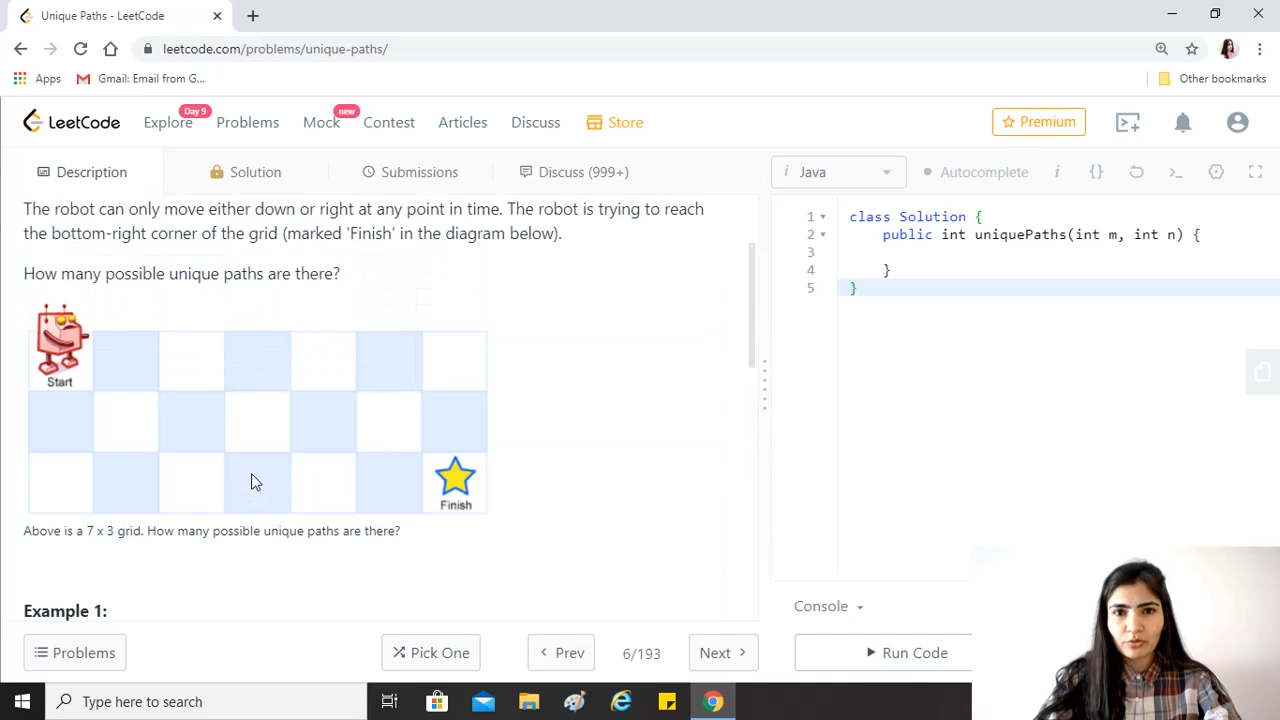 Unique Paths - LeetCode
leetcode.com/problems/unique-paths/
Apps Gmail: Email from G... Other bookmarks
LeetCode Explore Day 9 Problems Mock new Contest Articles Discuss Store Premium
Description Solution Submissions Discuss (999+)
The robot can only move either down or right at any point in time. The robot is trying to reach
the bottom-right corner of the grid (marked 'Finish' in the diagram below).
How many possible unique paths are there?
Start
Finish
Above is a 7 x 3 grid. How many possible unique paths are there?
Example 1:
Problems Pick One Prev 6/193 Next
i Java Autocomplete i {}
1 class Solution {
2 public int uniquePaths(int m, int n) {
3
4 }
5 }
Console
Run Code
Type here to search